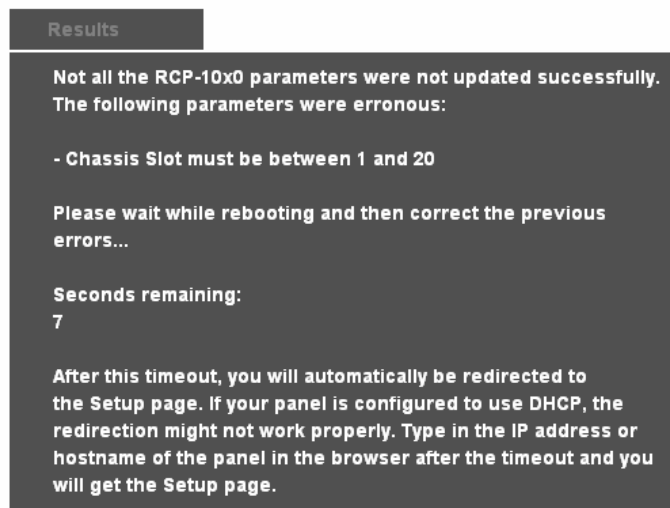 Results
Not all the RCP-10x0 parameters were not updated successfully.
The following parameters were erronous:
- Chassis Slot must be between 1 and 20
Please wait while rebooting and then correct the previous
errors...
Seconds remaining:
7
After this timeout, you will automatically be redirected to
the Setup page. If your panel is configured to use DHCP, the
redirection might not work properly. Type in the IP address or
hostname of the panel in the browser after the timeout and you
will get the Setup page.